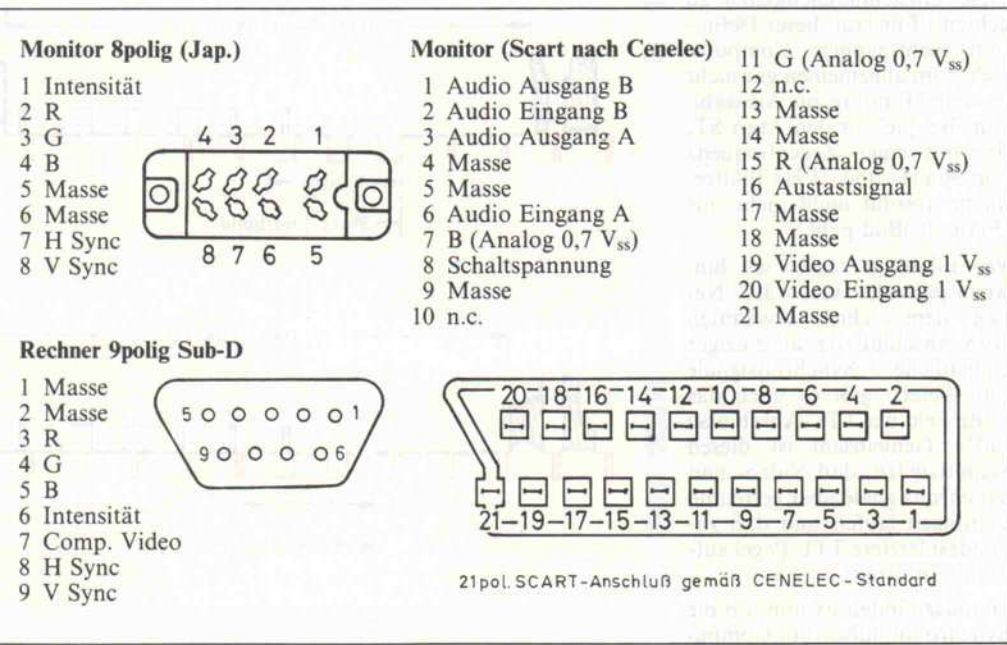 Monitor 8polig (Jap.)
1 Intensität
2 R
3 G
4 B
5 Masse
6 Masse
7 H Sync
8 V Sync
4 3 2 1
8 7 6 5
Monitor (Scart nach Cenelec)
1 Audio Ausgang B
2 Audio Eingang B
3 Audio Ausgang A
4 Masse
5 Masse
6 Audio Eingang A
7 B (Analog 0,7 Vss)
8 Schaltspannung
9 Masse
10 n.c.
11 G (Analog 0,7 Vss)
12 n.c.
13 Masse
14 Masse
15 R (Analog 0,7 Vss)
16 Austastsignal
17 Masse
18 Masse
19 Video Ausgang 1 Vss
20 Video Eingang 1 Vss
21 Masse
Rechner 9polig Sub-D
1 Masse
2 Masse
3 R
4 G
5 B
6 Intensität
7 Comp. Video
8 H Sync
9 V Sync
5 1
9 6
20-18-16-14-12-10-8-6-4-2
21-19-17-15-13-11-9-7-5-3-1
21pol. SCART-Anschluß gemäß CENELEC-Standard